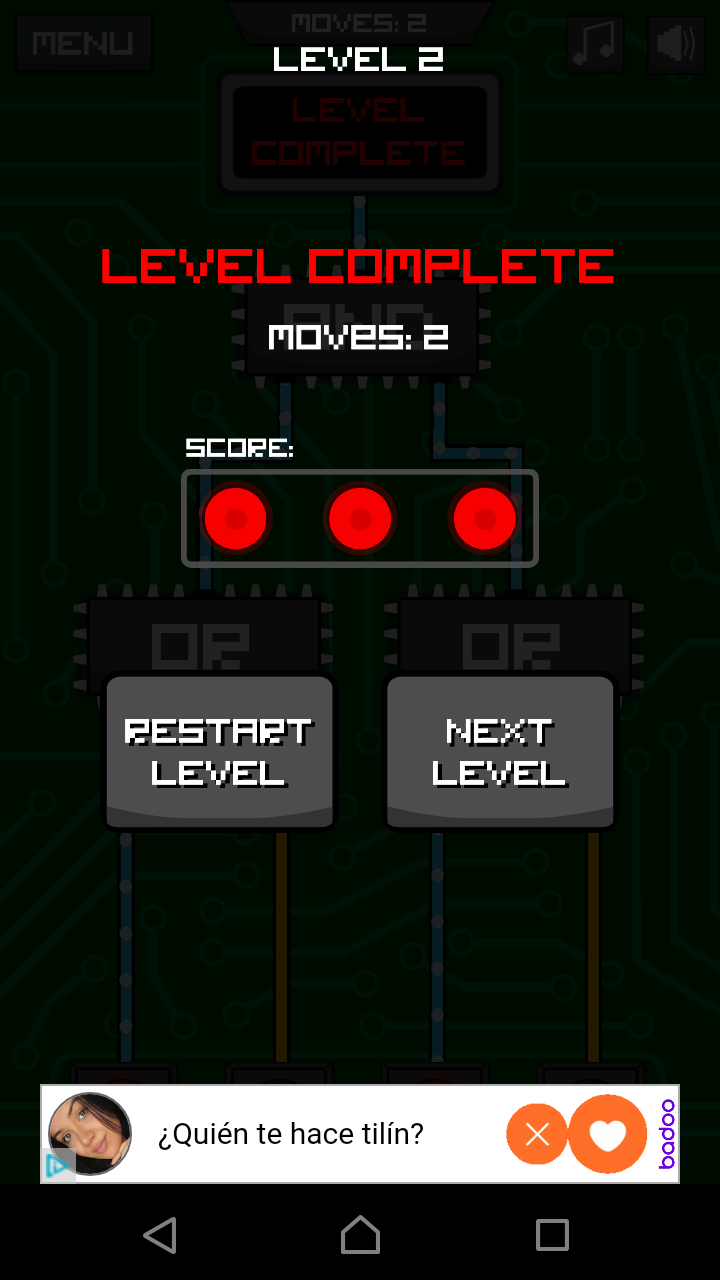 MENU
MOVES: 2
LEVEL 2
LEVEL
COMPLETE
LEVEL COMPLETE
AND
MOVES: 2
SCORE:
OR
OR
RESTART
LEVEL
NEXT
LEVEL
¿Quién te hace tilín?
badoo